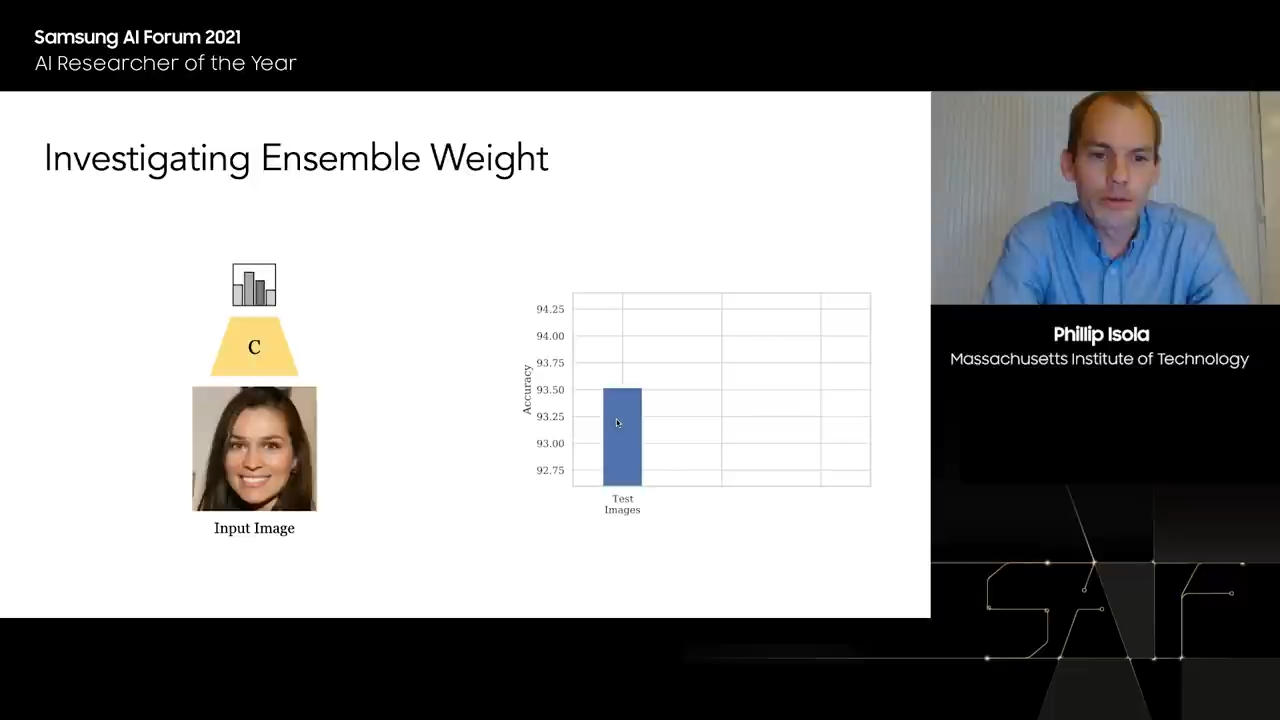 Samsung AI Forum 2021
AI Researcher of the Year
Investigating Ensemble Weight
C
Input Image
Accuracy
94.25
94.00
93.75
93.50
93.25
93.00
92.75
Test
Images
Phillip Isola
Massachusetts Institute of Technology
SAF